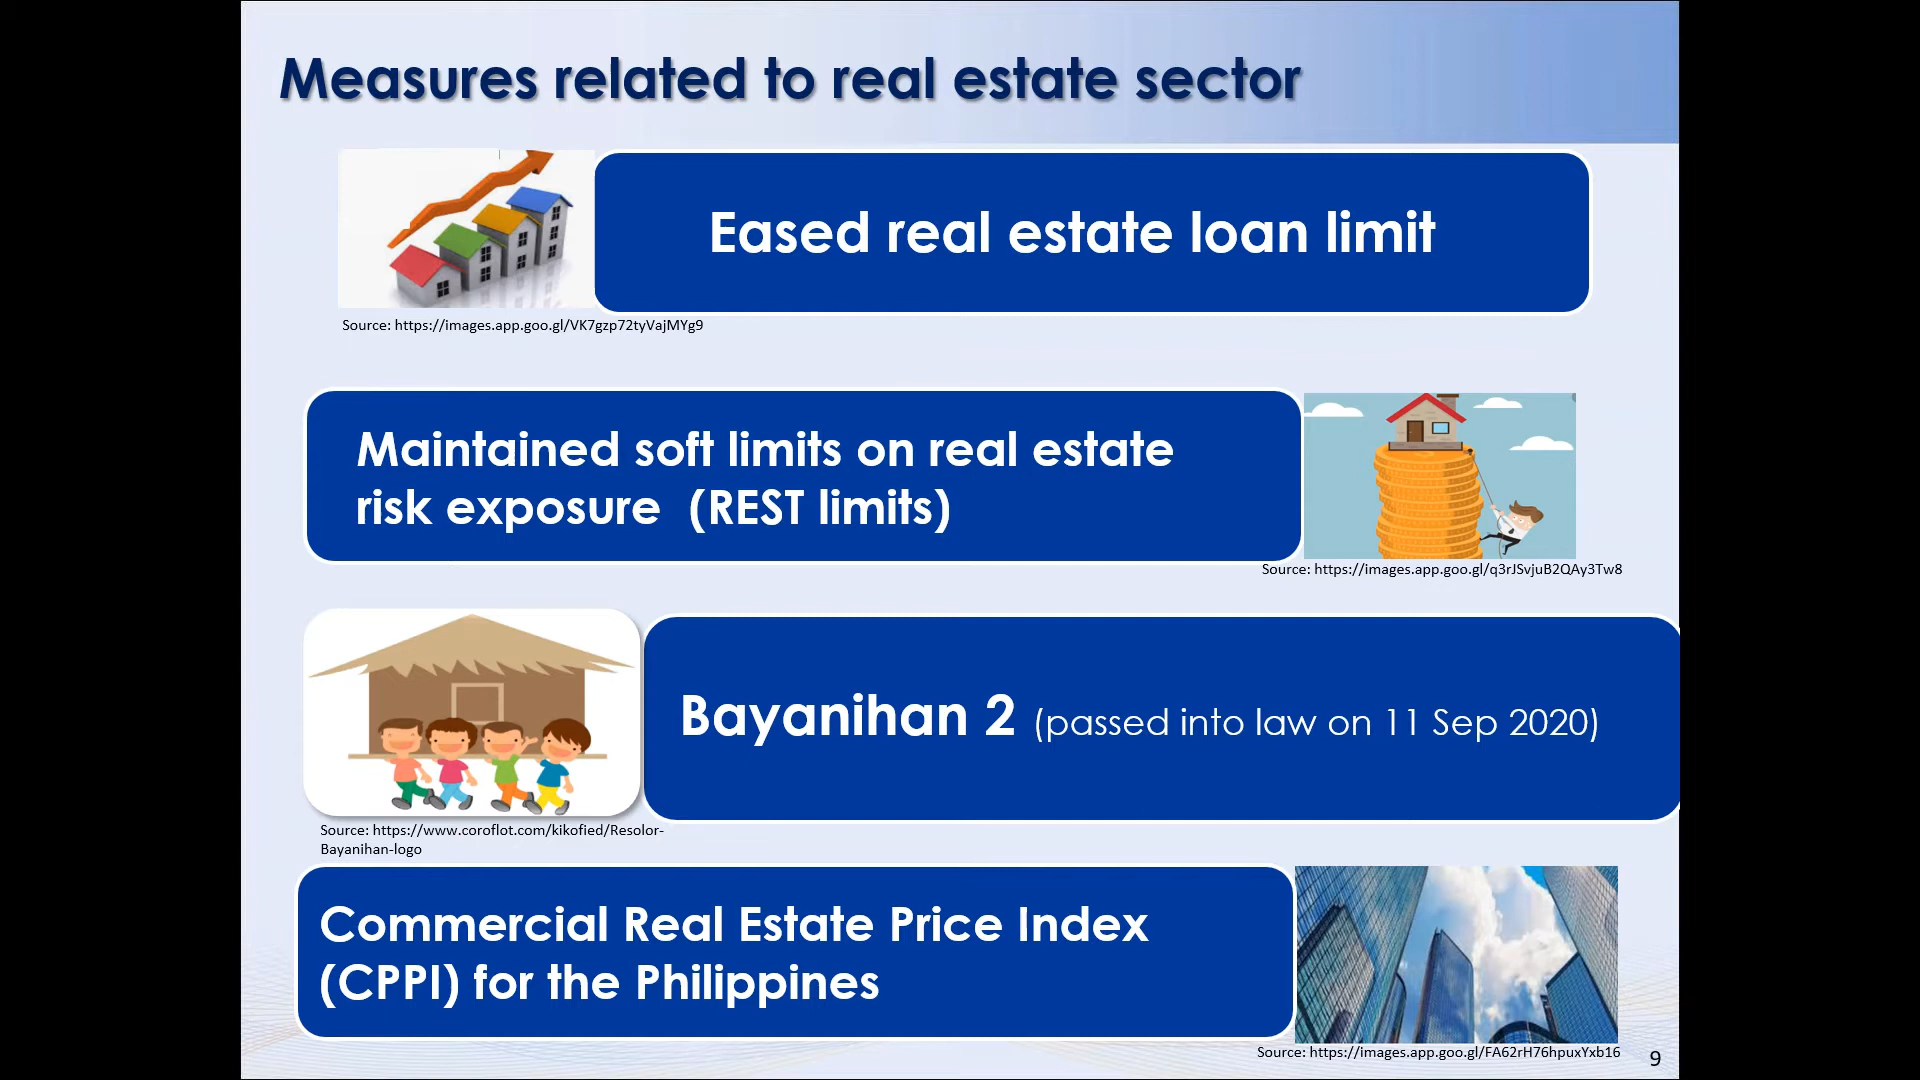 Measures related to real estate sector
Eased real estate loan limit
Source: https://images.app.goo.gl/VK7gzp72tyVajMYg9
Maintained soft limits on real estate
risk exposure (REST limits)
Source: https://images.app.goo.gl/q3rJSvjuB2QAy3Tw8
Bayanihan 2 (passed into law on 11 Sep 2020)
Source: https://www.coroflot.com/kikofied/Resolor-
Bayanihan-logo
Commercial Real Estate Price Index
(CPPI) for the Philippines
Source: https://images.app.goo.gl/FA62rH76hpuxYxb16
9